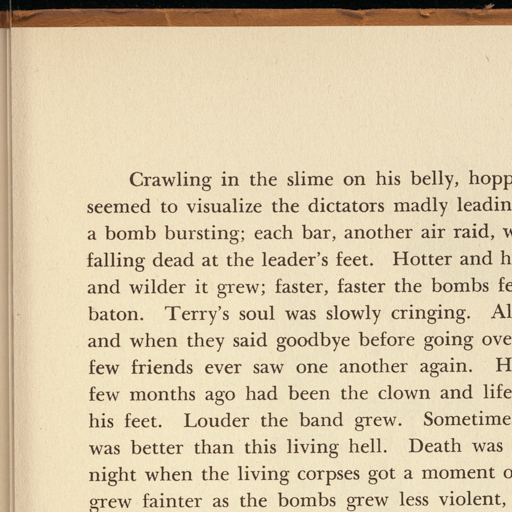 Crawling in the slime on his belly, hopp
seemed to visualize the dictators madly leadin
a bomb bursting; each bar, another air raid, w
falling dead at the leader's feet. Hotter and h
and wilder it grew; faster, faster the bombs fe
baton. Terry's soul was slowly cringing. Al
and when they said goodbye before going ove
few friends ever saw one another again. H
few months ago had been the clown and life
his feet. Louder the band grew. Sometime
was better than this living hell. Death was
night when the living corpses got a moment o
grew fainter as the bombs grew less violent,